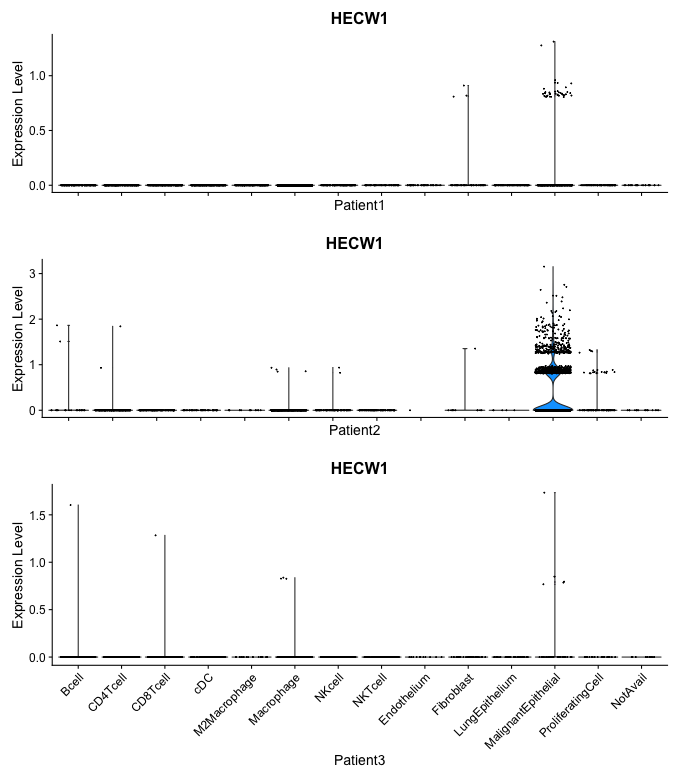 HECW1
Expression Level
1.0
0.5
0.0
Patient1
HECW1
Expression Level
3
2
1
0
Patient2
HECW1
Expression Level
1.5
1.0
0.5
0.0
Bcell
CD4Tcell
CD8Tcell
cDC
M2Macrophage
Macrophage
NKcell
NKTcell
Endothelium
Fibroblast
LungEpithelium
MalignantEpithelial
ProliferatingCell
NotAvail
Patient3